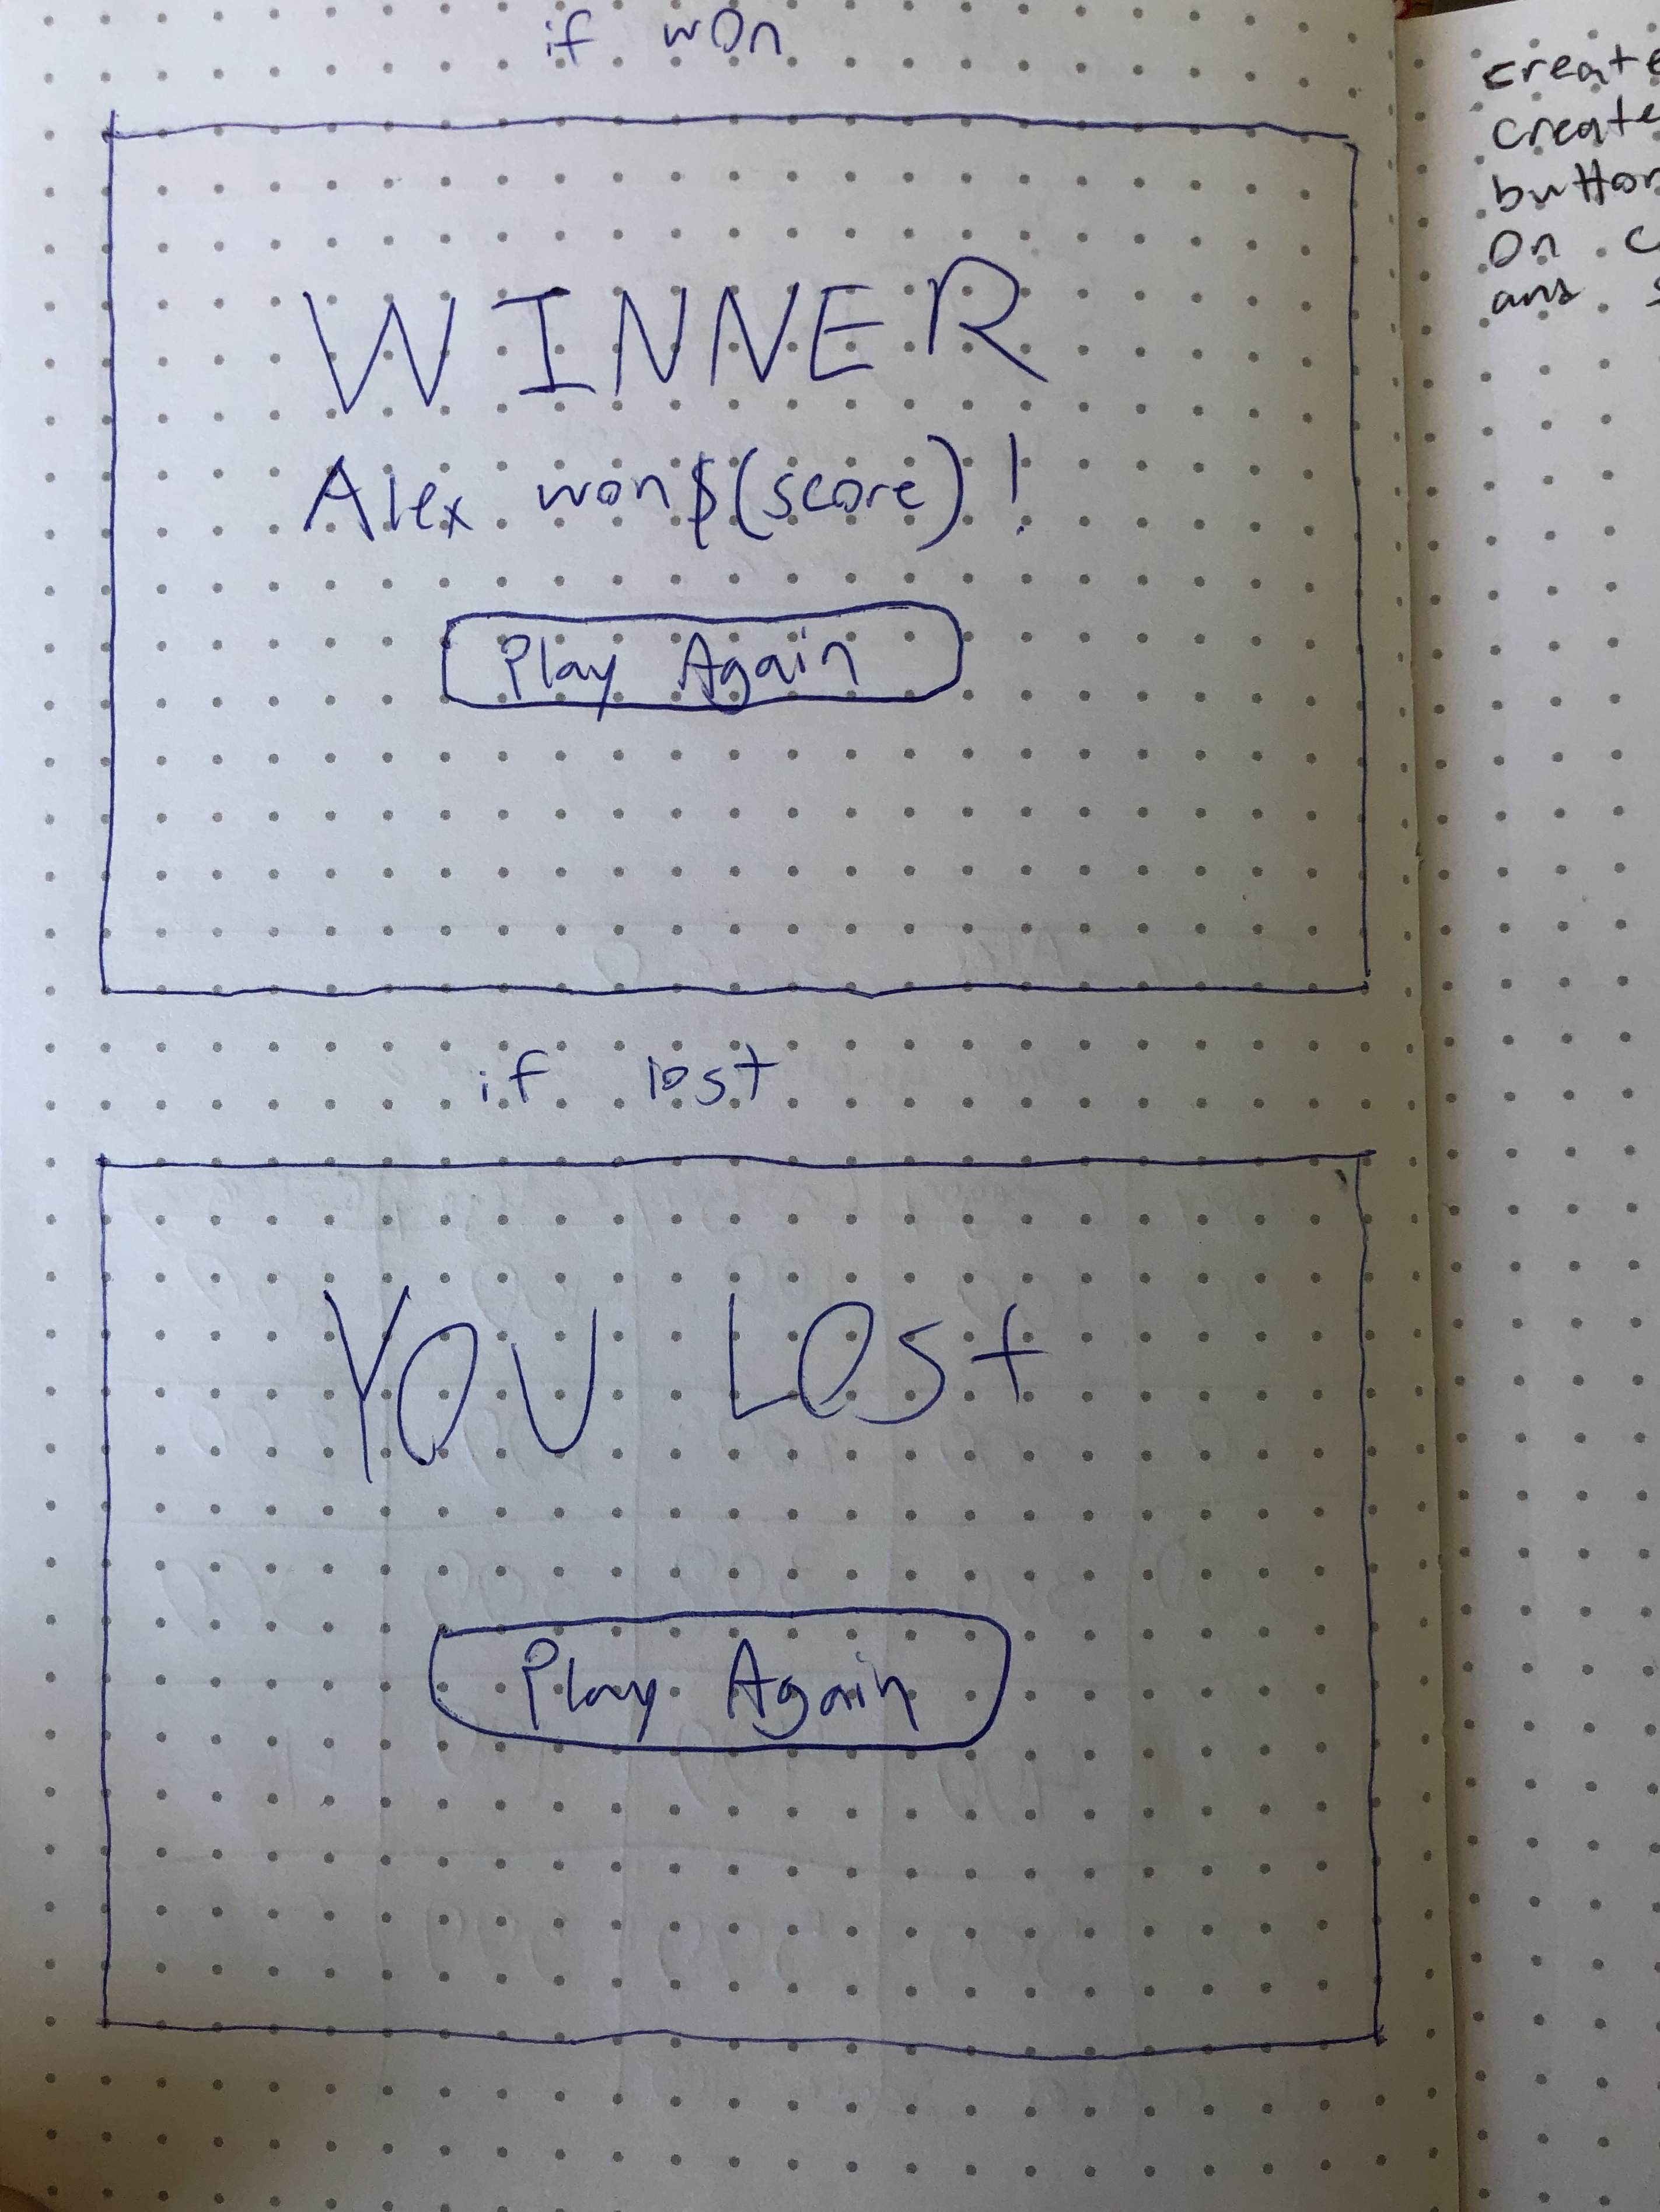 if won
WINNER
Alex won $(score)!
Play Again
if lost
YOU LOSt
Play Again
create
create
button
on c
ans s